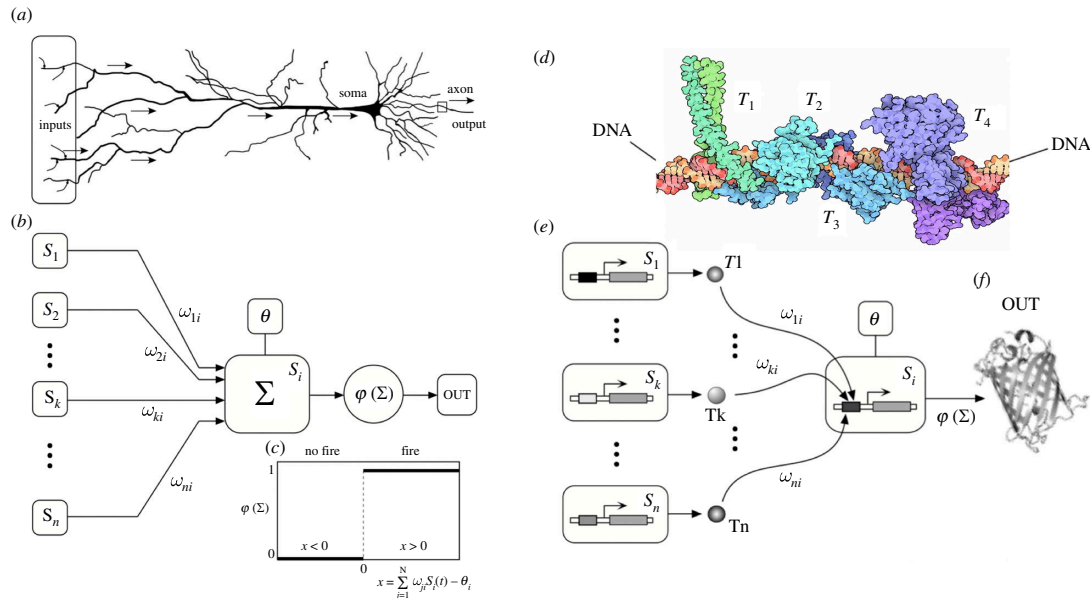 (a)
inputs
soma
axon
output
(b)
S1
S2
Sk
Sn
ω1i
ω2i
ωki
ωni
θ
Si
Σ
φ (Σ)
OUT
(c)
no fire
fire
1
φ (Σ)
0
x < 0
x > 0
0
x = Σ ωji Si(t) − θi
N
i=1
(d)
T1
T2
T3
T4
DNA
DNA
(e)
S1
T1
ω1i
Sk
Tk
ωki
Sn
Tn
ωni
θ
Si
φ (Σ)
(f)
OUT